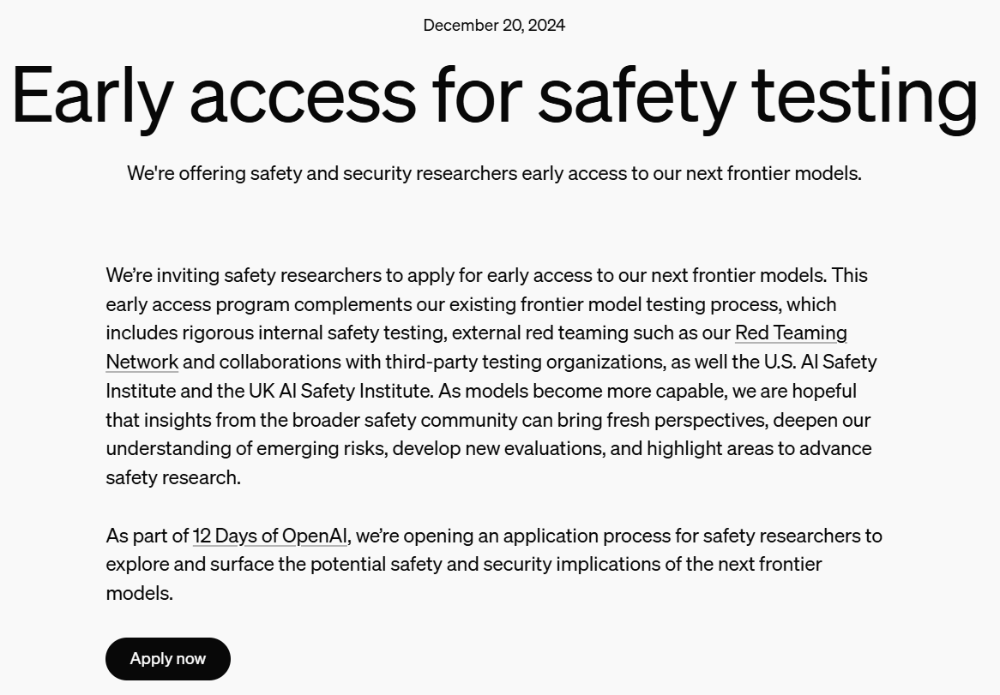 December 20, 2024
Early access for safety testing
We're offering safety and security researchers early access to our next frontier models.
We’re inviting safety researchers to apply for early access to our next frontier models. This
early access program complements our existing frontier model testing process, which
includes rigorous internal safety testing, external red teaming such as our Red Teaming
Network and collaborations with third-party testing organizations, as well the U.S. AI Safety
Institute and the UK AI Safety Institute. As models become more capable, we are hopeful
that insights from the broader safety community can bring fresh perspectives, deepen our
understanding of emerging risks, develop new evaluations, and highlight areas to advance
safety research.
As part of 12 Days of OpenAI, we’re opening an application process for safety researchers to
explore and surface the potential safety and security implications of the next frontier
models.
Apply now